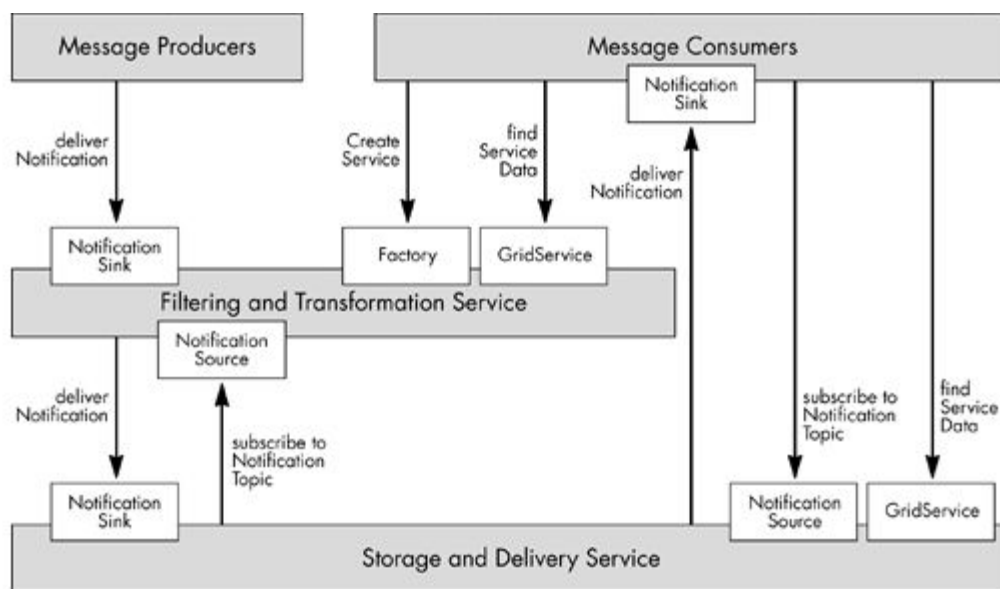 Message Producers
Message Consumers
Notification
Sink
deliver
Notification
Create
Service
find
Service
Data
deliver
Notification
Notification
Sink
Factory
GridService
Filtering and Transformation Service
Notification
Source
deliver
Notification
subscribe to
Notification
Topic
subscribe to
Notification
Topic
find
Service
Data
Notification
Sink
Notification
Source
GridService
Storage and Delivery Service